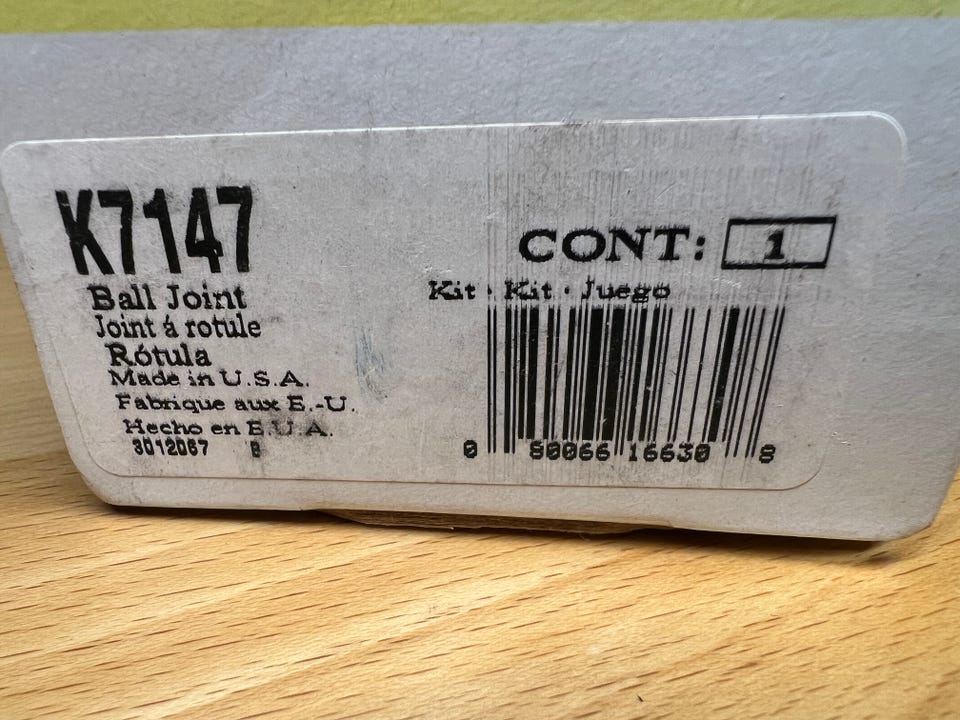 K7147
Ball Joint
Joint á rotule
Rótula
Made in U.S.A.
Fabrique aux E.-U.
Hecho en E.U.A.
3012067
CONT: 1
Kit · Kit · Juego
0 80066 16630 8